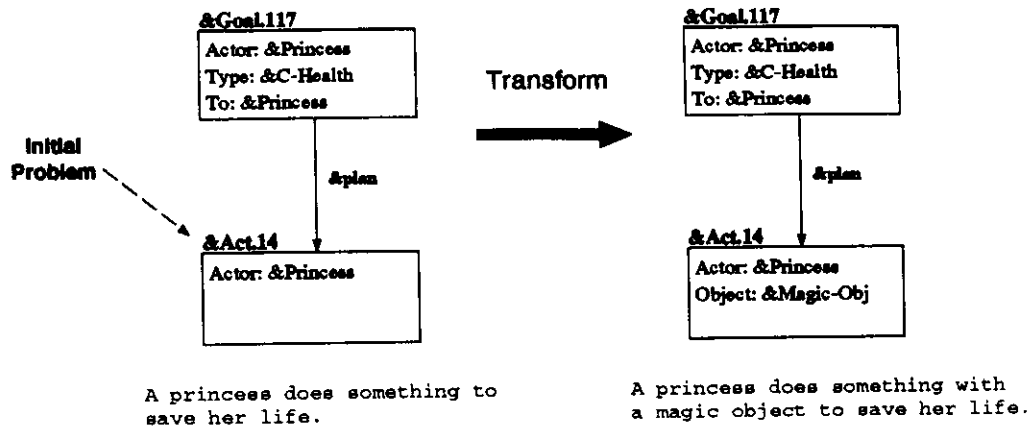 &Goal.117
Actor: &Princess
Type: &C-Health
To: &Princess
Initial
Problem
&plan
&Act.14
Actor: &Princess
A princess does something to
save her life.
Transform
&Goal.117
Actor: &Princess
Type: &C-Health
To: &Princess
&plan
&Act.14
Actor: &Princess
Object: &Magic-Obj
A princess does something with
a magic object to save her life.